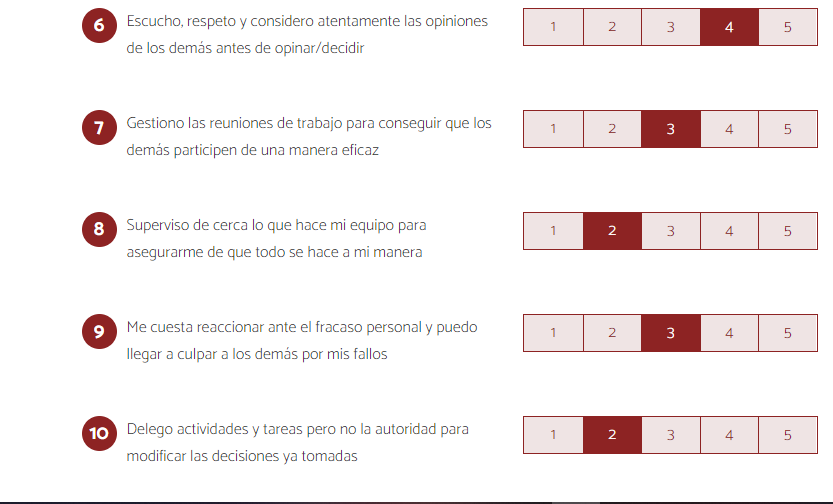 6 Escucho, respeto y considero atentamente las opiniones 1 2 3 4 5
de los demás antes de opinar/decidir
7 Gestiono las reuniones de trabajo para conseguir que los 1 2 3 4 5
demás participen de una manera eficaz
8 Superviso de cerca lo que hace mi equipo para 1 2 3 4 5
asegurarme de que todo se hace a mi manera
9 Me cuesta reaccionar ante el fracaso personal y puedo 1 2 3 4 5
llegar a culpar a los demás por mis fallos
10 Delego actividades y tareas pero no la autoridad para 1 2 3 4 5
modificar las decisiones ya tomadas